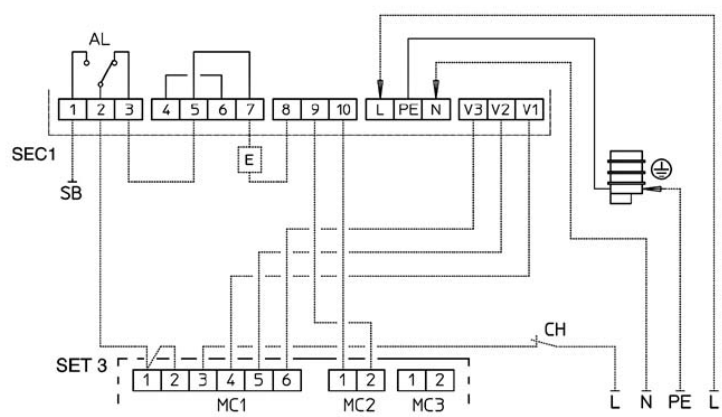 AL
1 2 3 4 5 6 7 8 9 10 L PE N V3 V2 V1
SEC1
E
SB
CH
SET 3
1 2 3 4 5 6 1 2 1 2
MC1 MC2 MC3
L N PE L